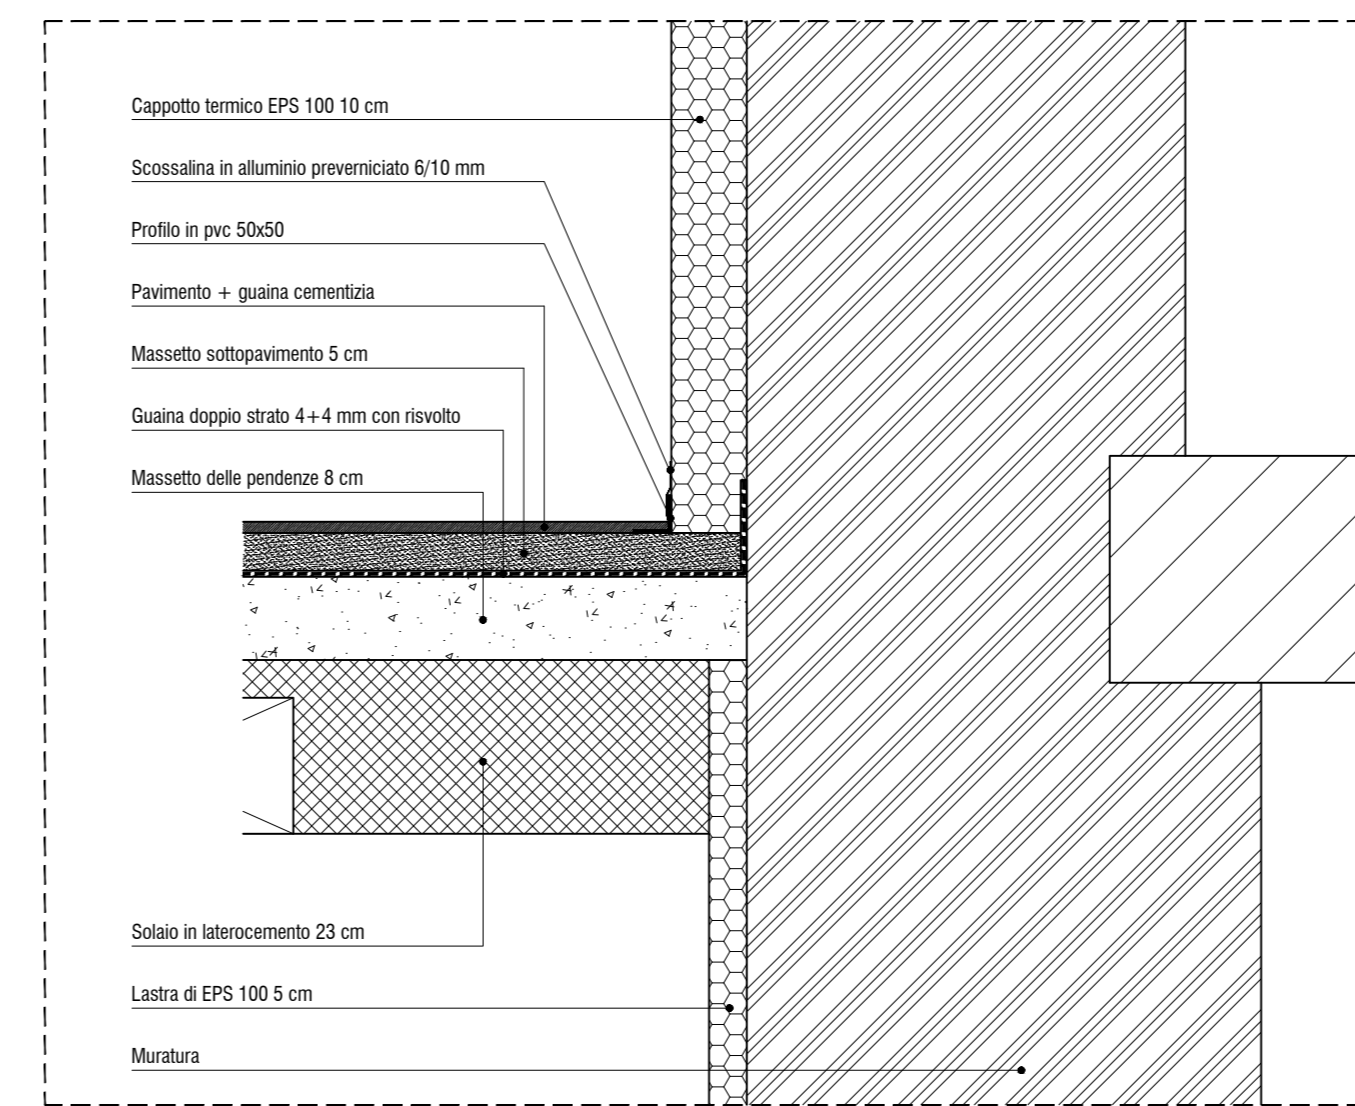 Cappotto termico EPS 100 10 cm
Scossalina in alluminio preverniciato 6/10 mm
Profilo in pvc 50x50
Pavimento + guaina cementizia
Massetto sottopavimento 5 cm
Guaina doppio strato 4+4 mm con risvolto
Massetto delle pendenze 8 cm
Solaio in laterocemento 23 cm
Lastra di EPS 100 5 cm
Muratura